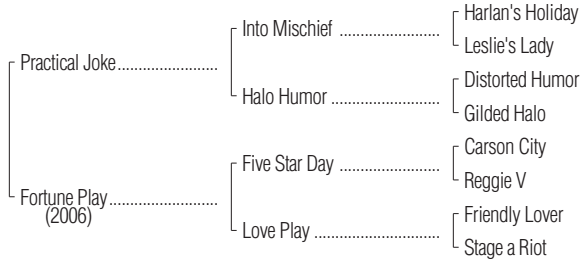 Harlan's Holiday
Into Mischief ........................
Leslie's Lady
Practical Joke........................
Distorted Humor
Halo Humor ..........................
Gilded Halo
Carson City
Five Star Day ........................
Reggie V
Fortune Play..........................
(2006)
Friendly Lover
Love Play ..............................
Stage a Riot